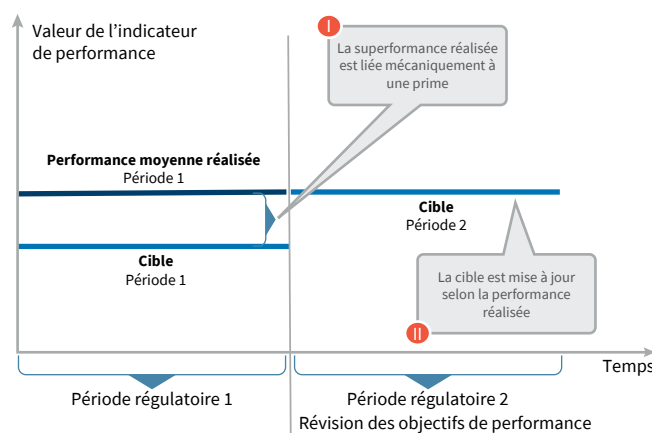 Valeur de l'indicateur
de performance
I
La superformance réalisée
est liée mécaniquement à
une prime
Performance moyenne réalisée
Période 1
Cible
Période 2
Cible
Période 1
La cible est mise à jour
selon la performance
réalisée
II
Temps
Période régulatoire 1
Période régulatoire 2
Révision des objectifs de performance